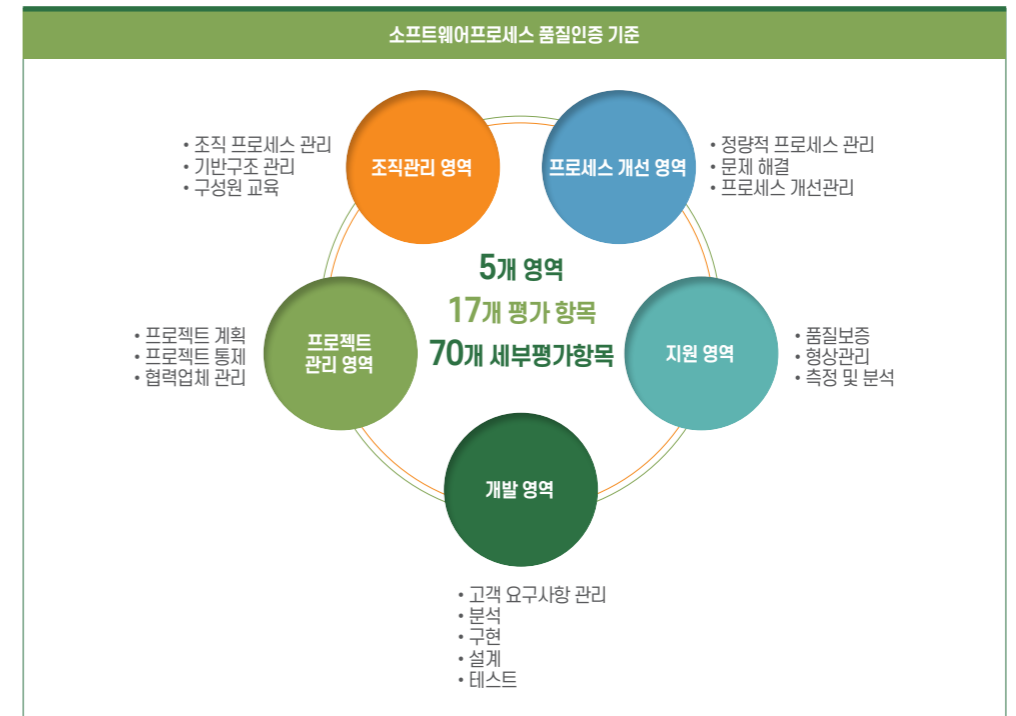 소프트웨어프로세스 품질인증 기준
• 조직 프로세스 관리
• 기반구조 관리
• 구성원 교육
조직관리 영역
프로세스 개선 영역
• 정량적 프로세스 관리
• 문제 해결
• 프로세스 개선관리
5개 영역
17개 평가 항목
70개 세부평가항목
• 프로젝트 계획
• 프로젝트 통제
• 협력업체 관리
프로젝트
관리 영역
지원 영역
• 품질보증
• 형상관리
• 측정 및 분석
개발 영역
• 고객 요구사항 관리
• 분석
• 구현
• 설계
• 테스트